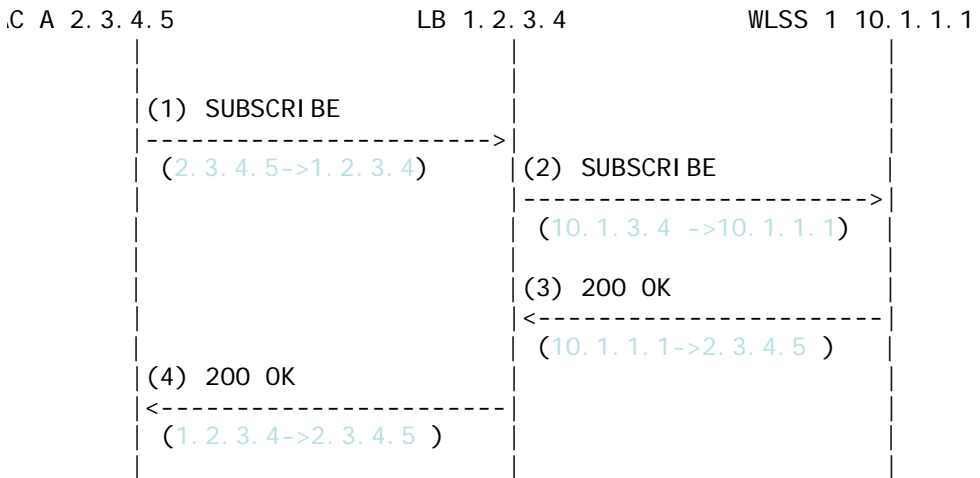 C A 2.3.4.5 LB 1.2.3.4 WLSS 1 10.1.1.1
(1) SUBSCRIBE
----------------------->
(2.3.4.5->1.2.3.4) (2) SUBSCRIBE
----------------------->
(10.1.3.4 ->10.1.1.1)
(3) 200 OK
<-----------------------
(10.1.1.1->2.3.4.5 )
(4) 200 OK
<-----------------------
(1.2.3.4->2.3.4.5 )